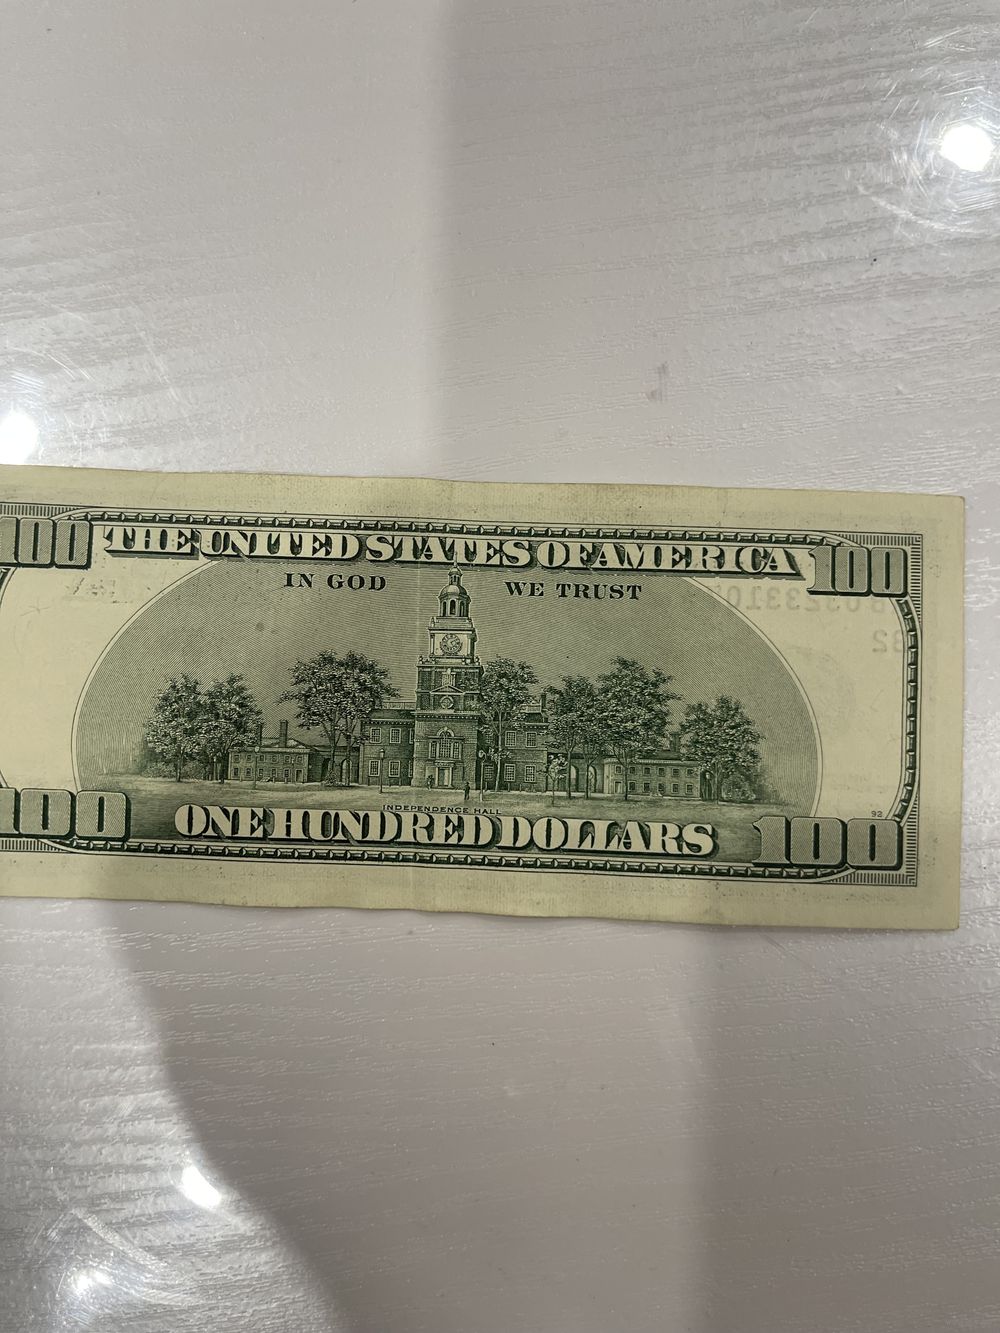 100 THE UNITED STATES OF AMERICA 100
IN GOD WE TRUST
INDEPENDENCE HALL
92
100 ONE HUNDRED DOLLARS 100